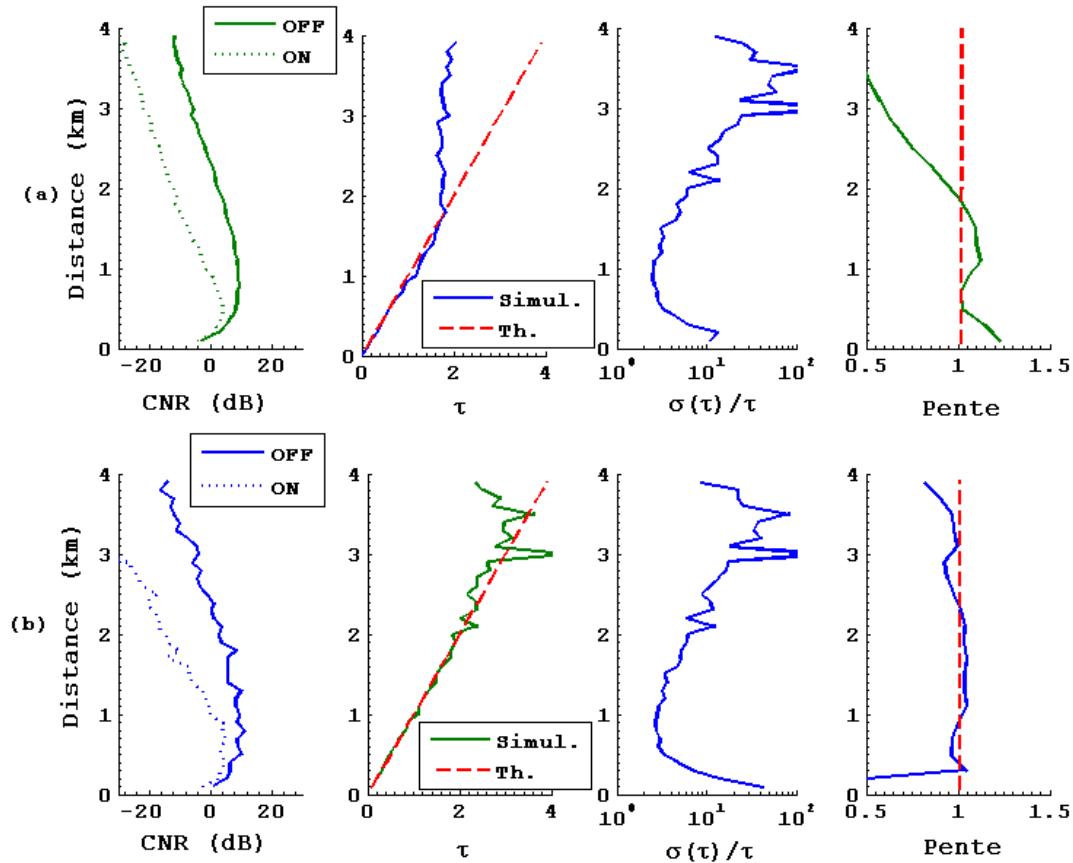 OFF
ON
(a)
Distance (km)
4
3
2
1
0
-20 0 20
CNR (dB)
4
3
2
1
0
0 2 4
τ
Simul.
Th.
4
3
2
1
0
10⁰ 10¹ 10²
σ(τ)/τ
4
3
2
1
0
0.5 1 1.5
Pente
OFF
ON
(b)
Distance (km)
4
3
2
1
0
-20 0 20
CNR (dB)
4
3
2
1
0
0 2 4
τ
Simul.
Th.
4
3
2
1
0
10⁰ 10¹ 10²
σ(τ)/τ
4
3
2
1
0
0.5 1 1.5
Pente